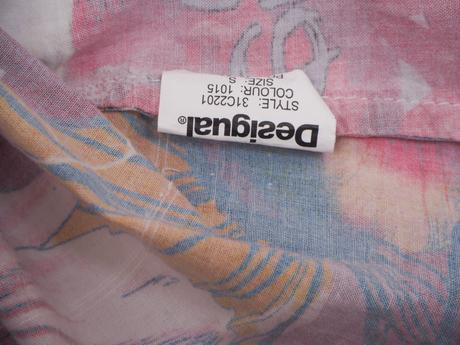 Desigual®
STYLE: 31C2201
COLOUR: 1015
SIZE: S